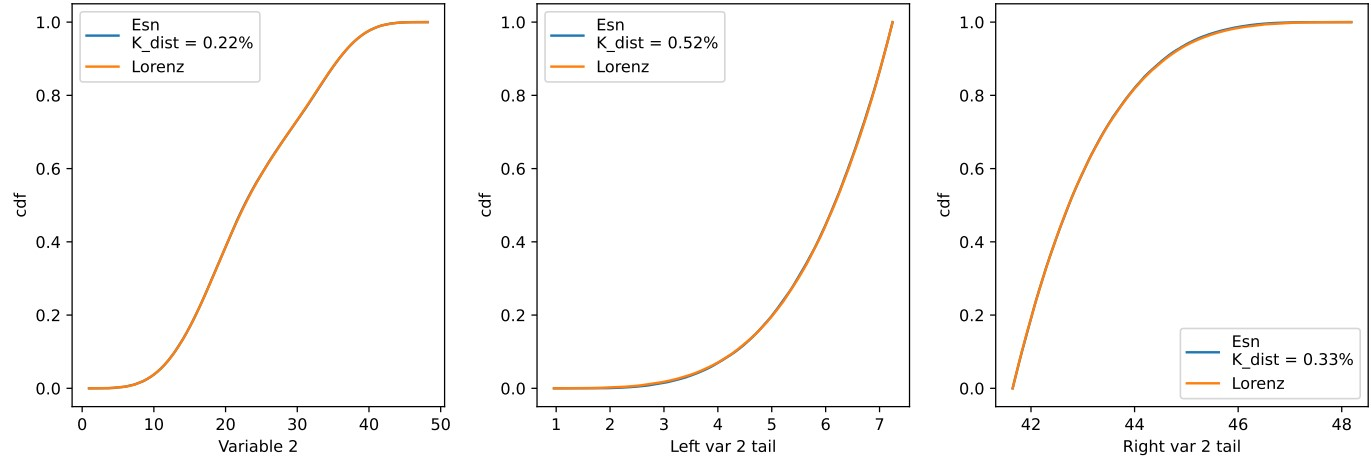 1.0
0.8
0.6
0.4
0.2
0.0
cdf
Esn
K_dist = 0.22%
Lorenz
0 10 20 30 40 50
Variable 2
1.0
0.8
0.6
0.4
0.2
0.0
cdf
Esn
K_dist = 0.52%
Lorenz
1 2 3 4 5 6 7
Left var 2 tail
1.0
0.8
0.6
0.4
0.2
0.0
cdf
Esn
K_dist = 0.33%
Lorenz
42 44 46 48
Right var 2 tail